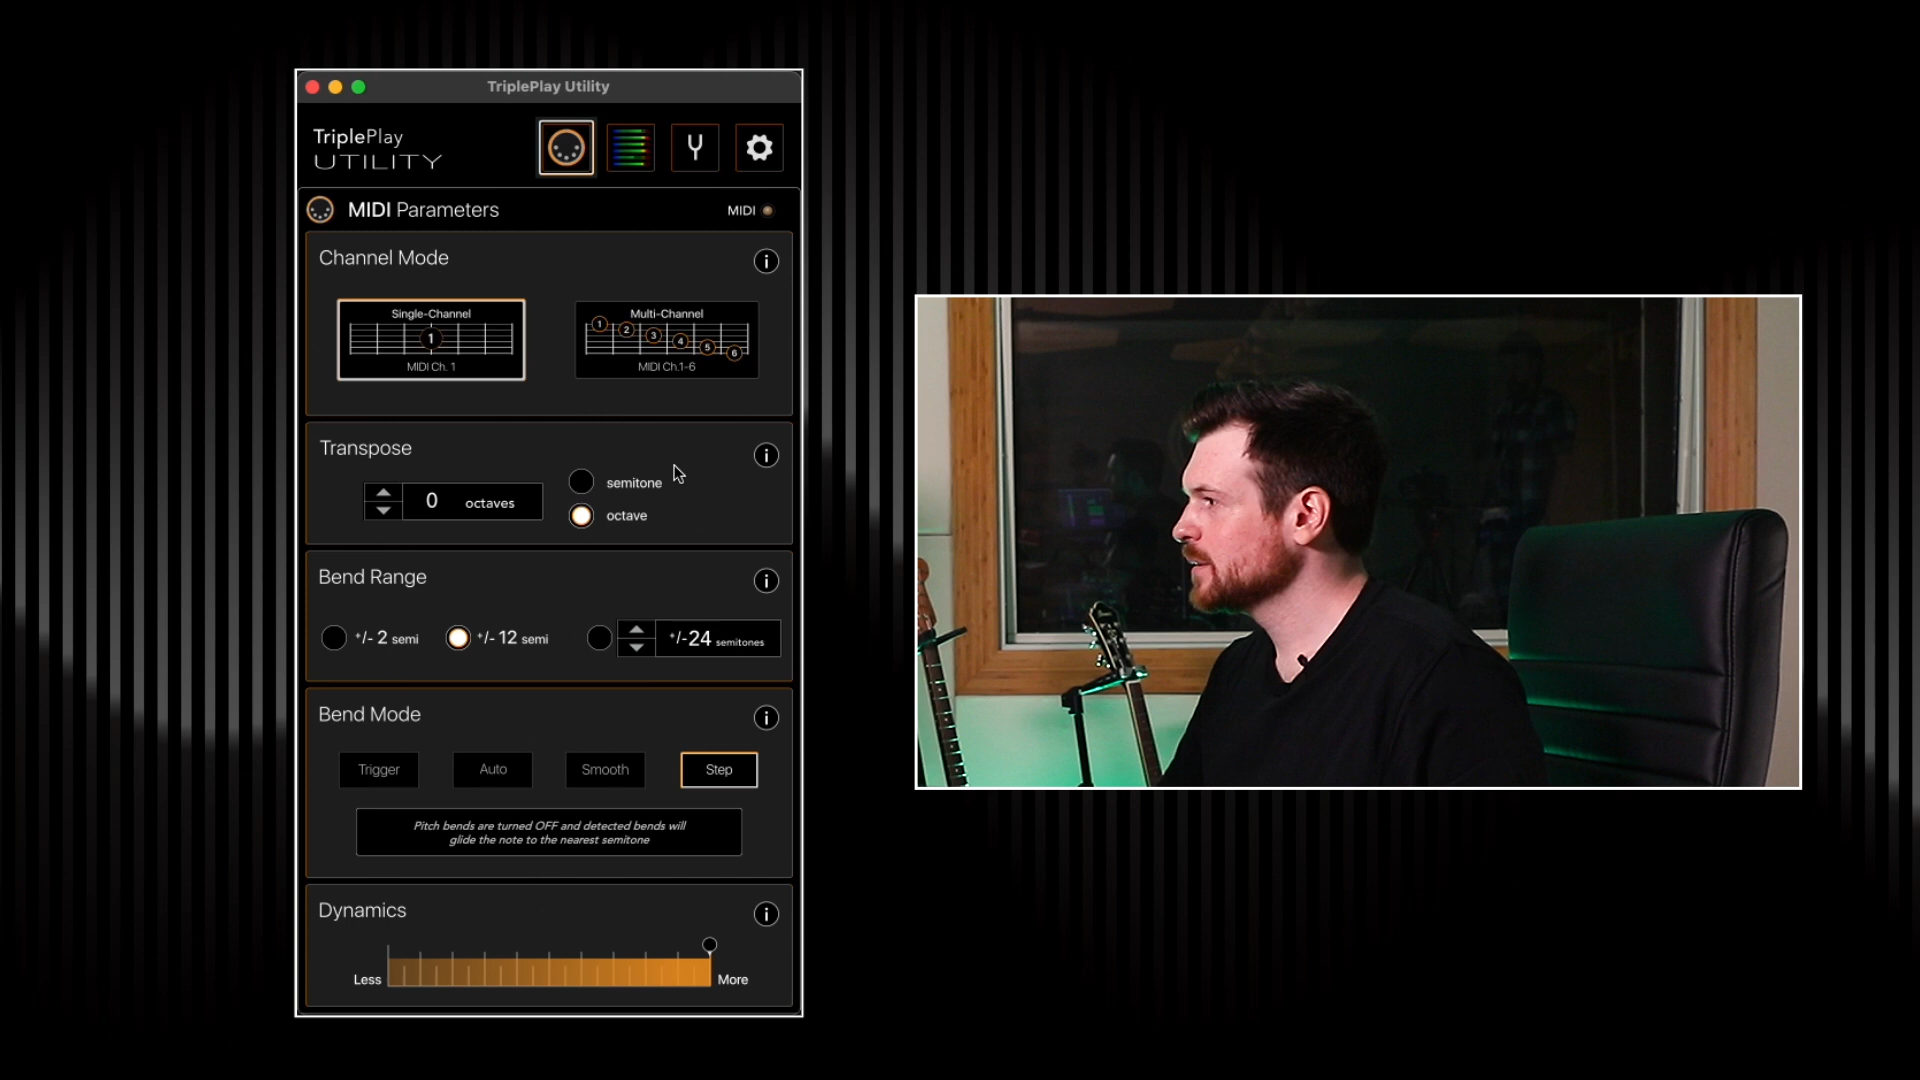 TriplePlay Utility
TriplePlay
UTILITY
MIDI Parameters
MIDI
Channel Mode
i
Single-Channel
1
MIDI Ch. 1
Multi-Channel
1
2
3
4
5
6
MIDI Ch.1-6
Transpose
i
0 octaves
semitone
octave
Bend Range
i
+/- 2 semi
+/- 12 semi
+/-24 semitones
Bend Mode
i
Trigger
Auto
Smooth
Step
Pitch bends are turned OFF and detected bends will
glide the note to the nearest semitone
Dynamics
i
Less
More